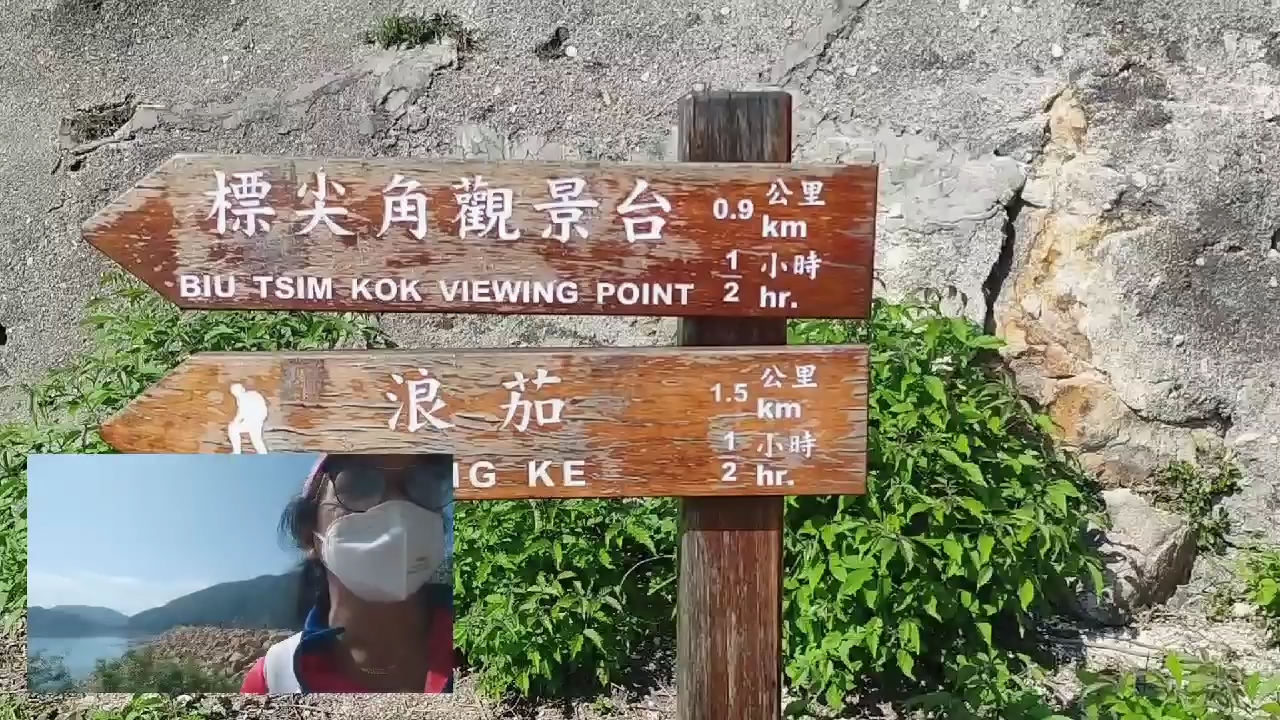 標尖角觀景台 0.9 公里 km
BIU TSIM KOK VIEWING POINT 1/2 小時 hr.
浪茄 1.5 公里 km
NG KE 1/2 小時 hr.